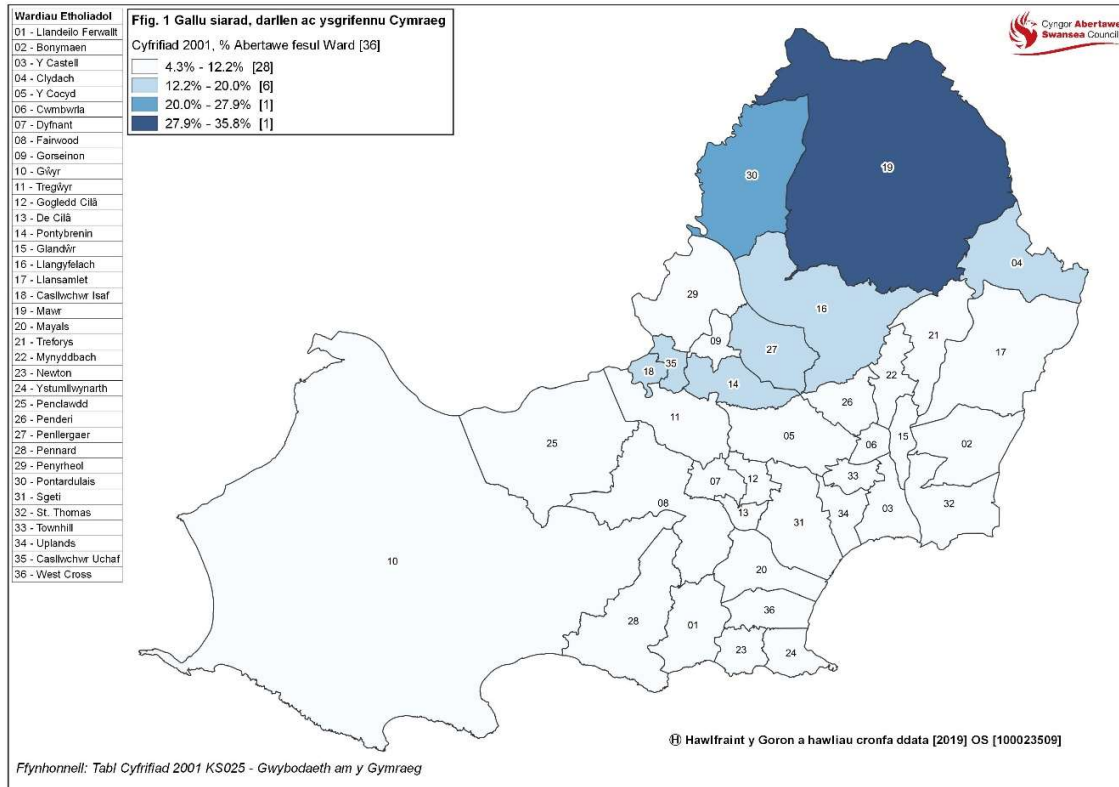 Wardiau Etholiadol
01 - Llandeilo Ferwallt
02 - Bonymaen
03 - Y Castell
04 - Clydach
05 - Y Cocyd
06 - Cwmbwrla
07 - Dyfnant
08 - Fairwood
09 - Gorseinon
10 - Gŵyr
11 - Tregŵyr
12 - Gogledd Cilâ
13 - De Cilâ
14 - Pontybrenin
15 - Glandŵr
16 - Llangyfelach
17 - Llansamlet
18 - Casllwchwr Isaf
19 - Mawr
20 - Mayals
21 - Treforys
22 - Mynyddbach
23 - Newton
24 - Ystumllwynarth
25 - Penclawdd
26 - Penderi
27 - Penllergaer
28 - Pennard
29 - Penyrheol
30 - Pontardulais
31 - Sgeti
32 - St. Thomas
33 - Townhill
34 - Uplands
35 - Casllwchwr Uchaf
36 - West Cross
Ffig. 1 Gallu siarad, darllen ac ysgrifennu Cymraeg
Cyfrifiad 2001, % Abertawe fesul Ward [36]
4.3% - 12.2% [28]
12.2% - 20.0% [6]
20.0% - 27.9% [1]
27.9% - 35.8% [1]
Cyngor Abertawe
Swansea Council
30
19
04
29
16
21
17
09
27
35
18
14
22
26
11
25
05
06
15
02
33
07
12
08
13
31
34
03
32
10
20
36
28
01
23
24
Hawlfraint y Goron a hawliau cronfa ddata [2019] OS [100023509]
Ffynhonnell: Tabl Cyfrifiad 2001 KS025 - Gwybodaeth am y Gymraeg